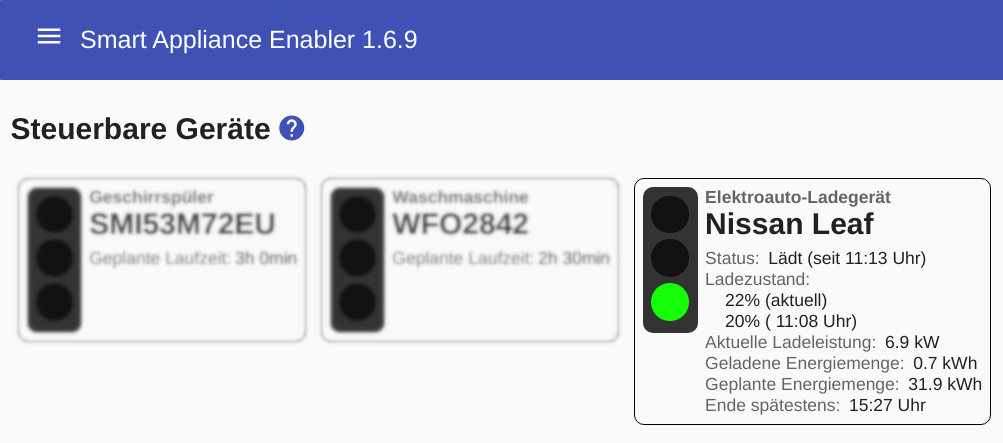 Smart Appliance Enabler 1.6.9
Steuerbare Geräte ?
Geschirrspüler
SMI53M72EU
Geplante Laufzeit: 3h 0min
Waschmaschine
WFO2842
Geplante Laufzeit: 2h 30min
Elektroauto-Ladegerät
Nissan Leaf
Status: Lädt (seit 11:13 Uhr)
Ladezustand:
22% (aktuell)
20% ( 11:08 Uhr)
Aktuelle Ladeleistung: 6.9 kW
Geladene Energiemenge: 0.7 kWh
Geplante Energiemenge: 31.9 kWh
Ende spätestens: 15:27 Uhr